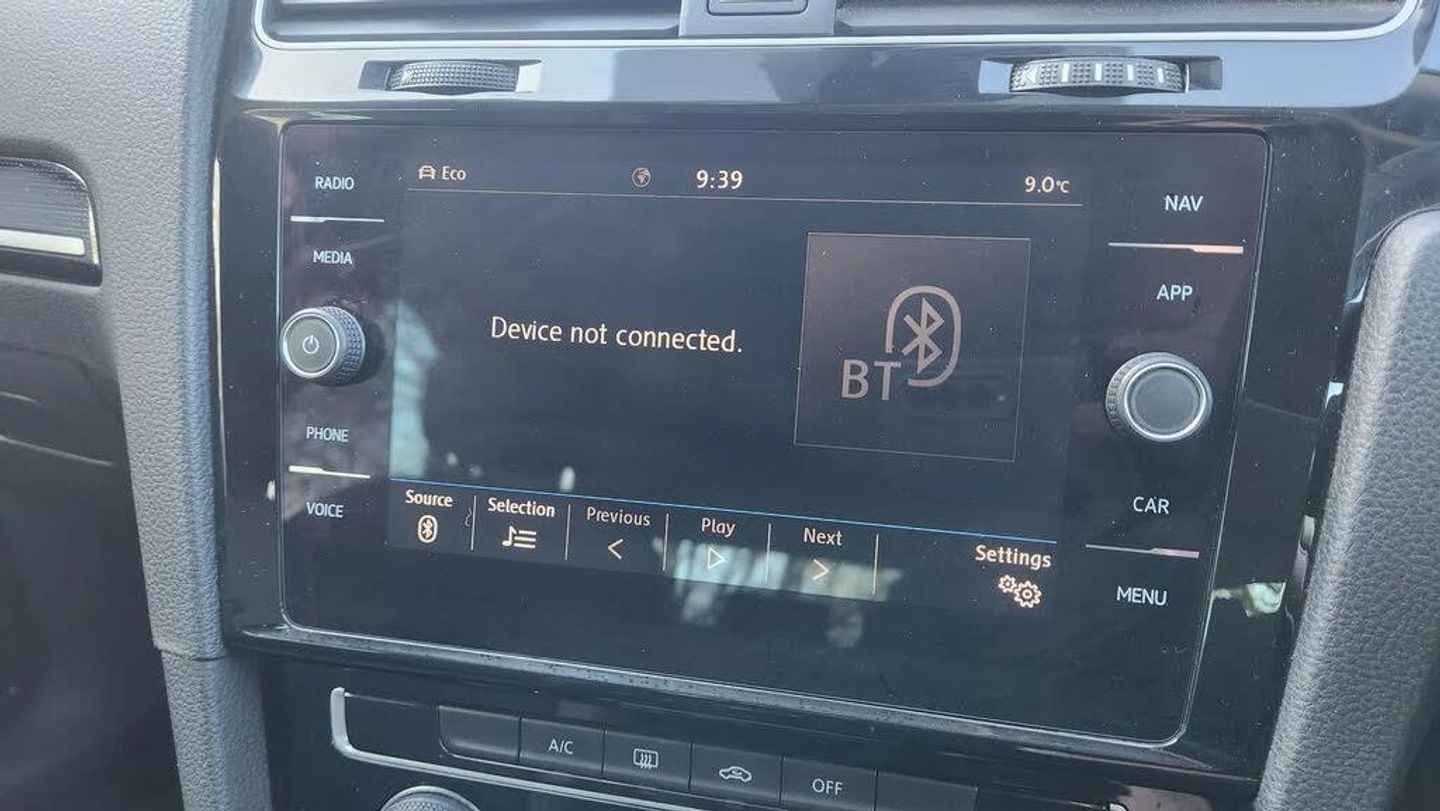 RADIO
MEDIA
PHONE
VOICE
Eco
9:39
9.0°C
Device not connected.
BT
Source
Selection
Previous
Play
Next
Settings
NAV
APP
CAR
MENU
A/C
OFF